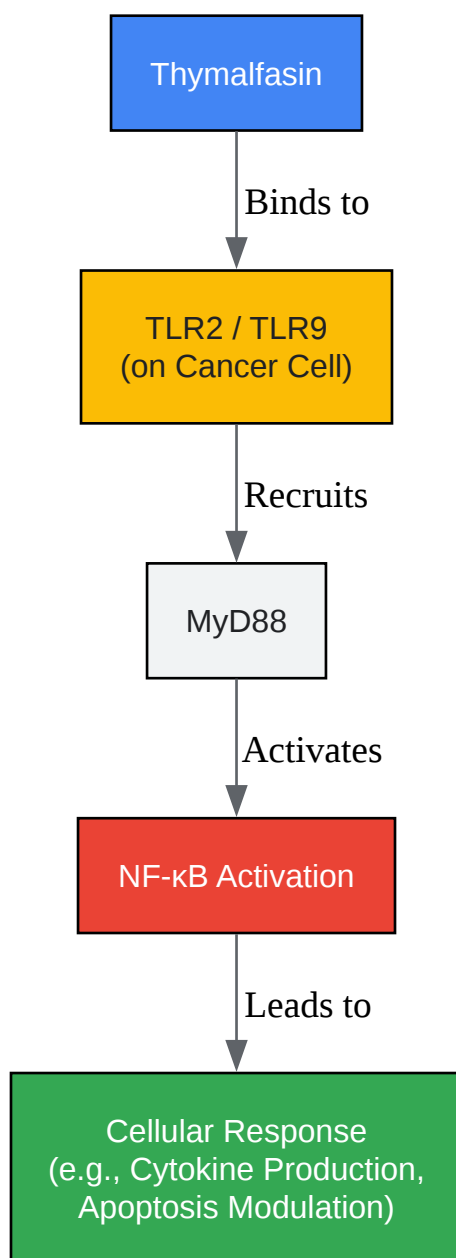 Thymalfasin
Binds to
TLR2 / TLR9
(on Cancer Cell)
Recruits
MyD88
Activates
NF-κB Activation
Leads to
Cellular Response
(e.g., Cytokine Production,
Apoptosis Modulation)